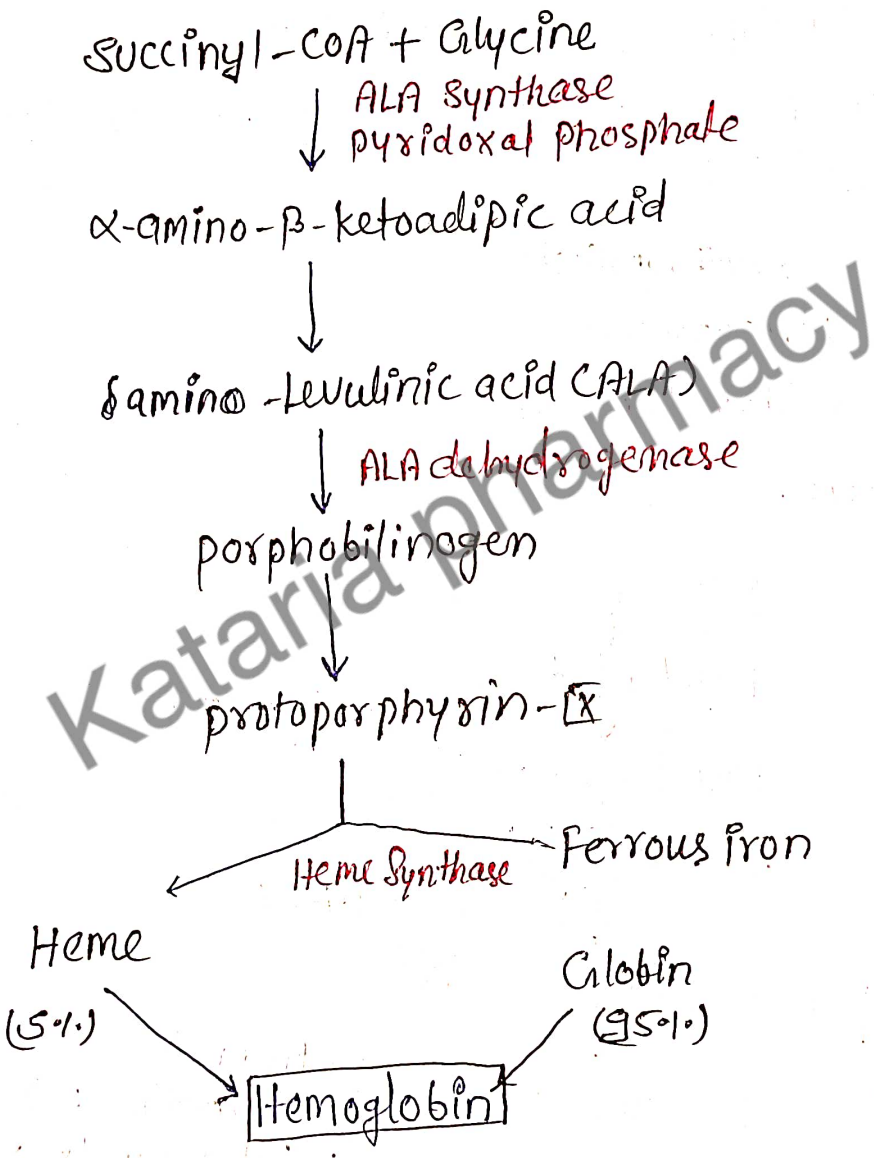 Succinyl-COA + Glycine
ALA Synthase
Pyridoxal Phosphate
α-amino-β-ketoadipic acid
δ amino-Levulinic acid (ALA)
ALA dehydrogenase
Porphobilinogen
Protoporphyrin-IX
Heme Synthase
Ferrous iron
Heme
(5%)
Globin
(95%)
Hemoglobin
Kataria pharmacy